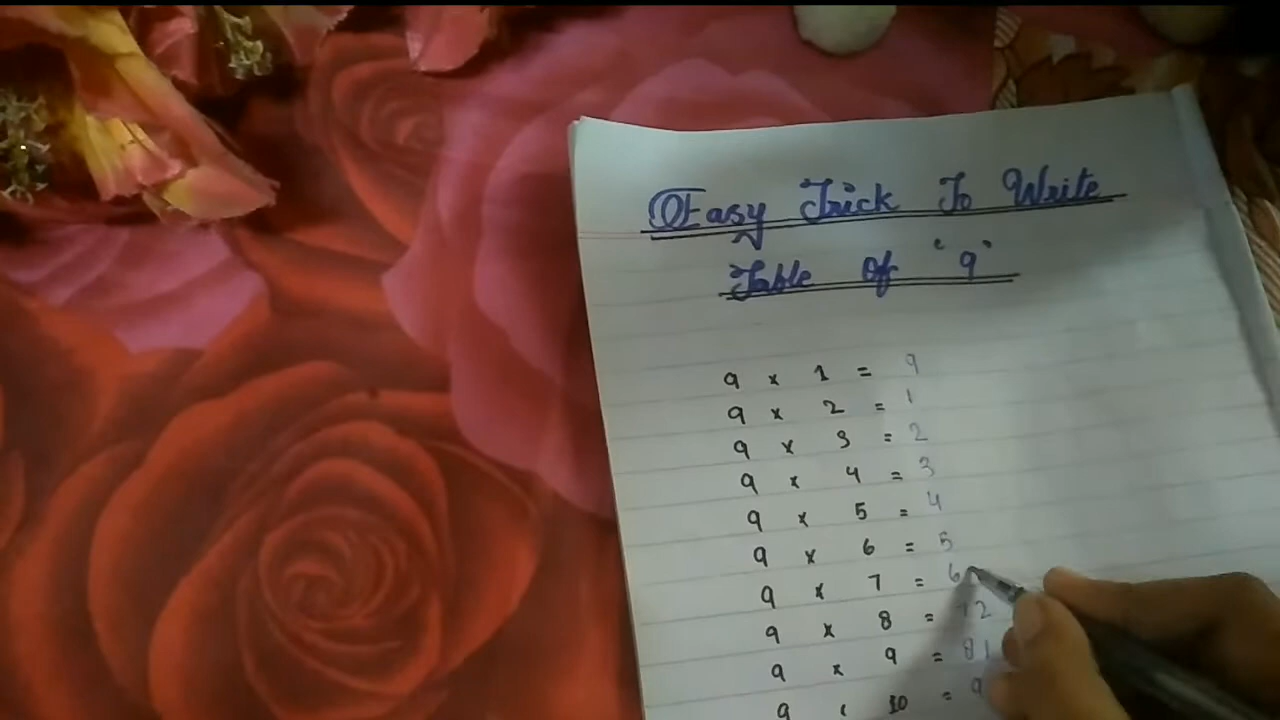 Easy Trick To Write
Table Of '9'
9 x 1 = 9
9 x 2 = 1
9 x 3 = 2
9 x 4 = 3
9 x 5 = 4
9 x 6 = 5
9 x 7 = 6
9 x 8 = 72
9 x 9 = 81
9 x 10 = 9